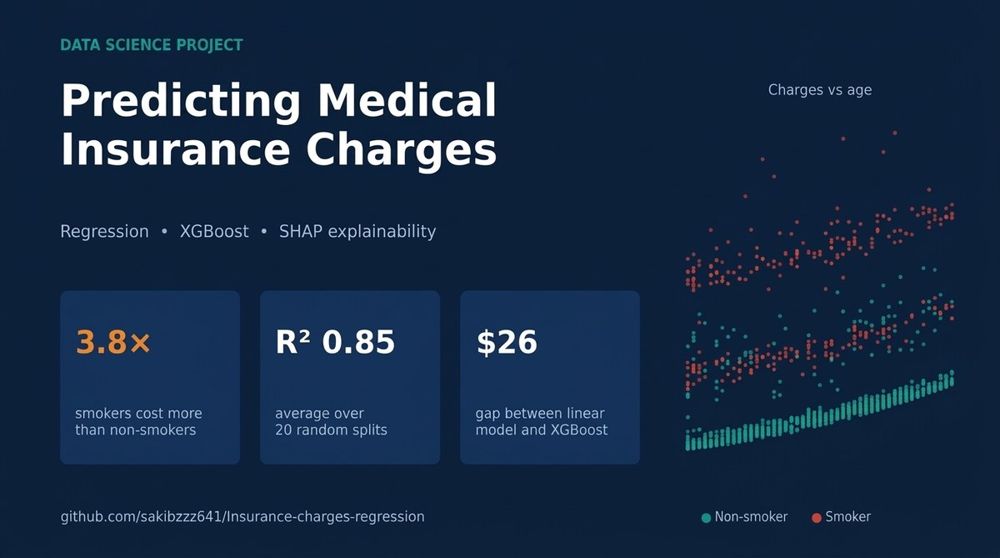 DATA SCIENCE PROJECT
Predicting Medical
Insurance Charges
Regression • XGBoost • SHAP explainability
3.8×
smokers cost more
than non-smokers
R² 0.85
average over
20 random splits
$26
gap between linear
model and XGBoost
github.com/sakibzzz641/Insurance-charges-regression
Charges vs age
Non-smoker
Smoker